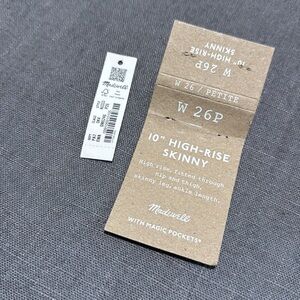 10" HIGH-RISE
SKINNY
W 26P
W 26 / PETITE
W 26P
10" HIGH-RISE
SKINNY
High rise, fitted through
hip and thigh,
skinny leg, ankle length.
Madewell
WITH MAGIC POCKETS®
Madewell